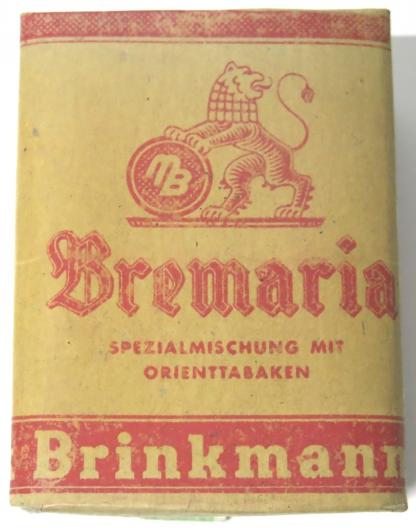 MB
Bremaria
SPEZIALMISCHUNG MIT
ORIENTTABAKEN
Brinkmann